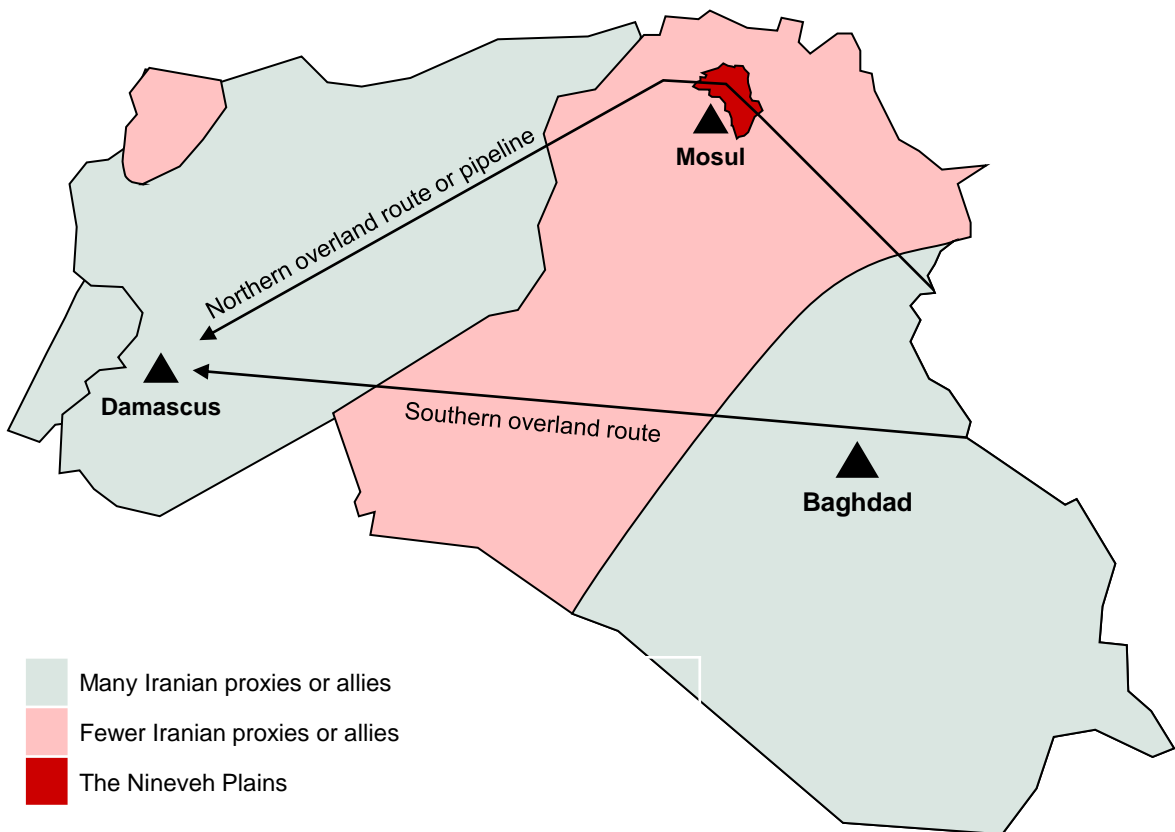 Mosul
Northern overland route or pipeline
Damascus
Southern overland route
Baghdad
Many Iranian proxies or allies
Fewer Iranian proxies or allies
The Nineveh Plains